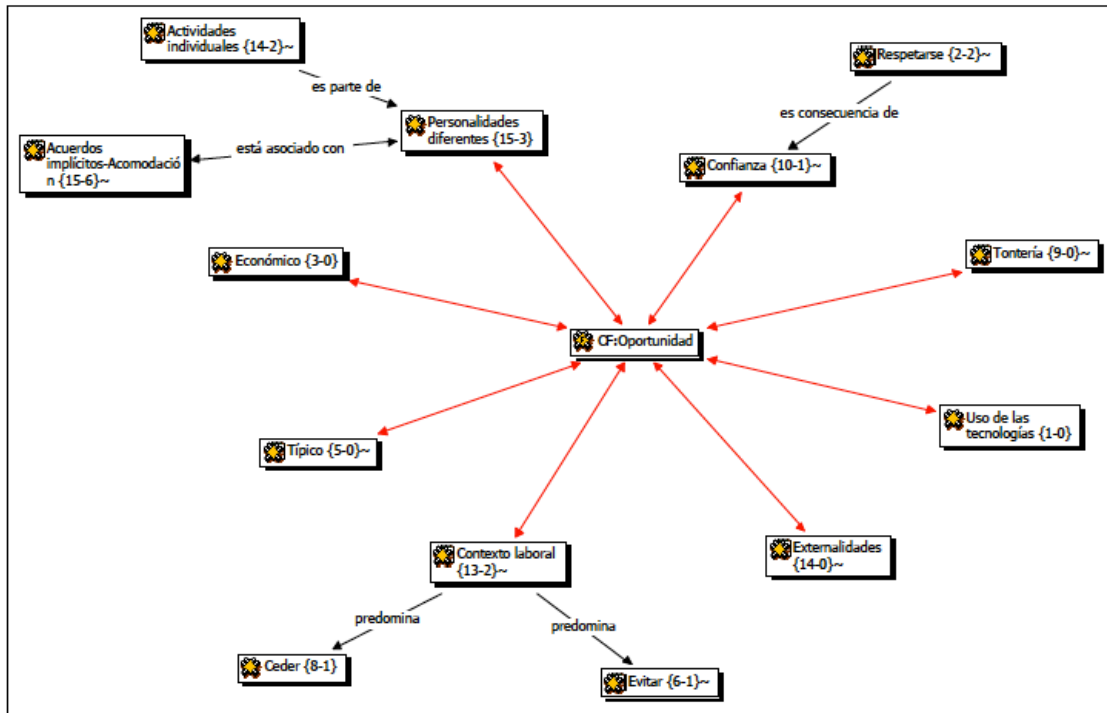 Actividades
individuales {14-2}~
Respetarse {2-2}~
es parte de
es consecuencia de
Personalidades
diferentes {15-3}
Acuerdos
implícitos-Acomodació
n {15-6}~
está asociado con
Confianza {10-1}~
Económico {3-0}
Tontería {9-0}~
CF:Oportunidad
Uso de las
tecnologías {1-0}
Típico {5-0}~
Contexto laboral
{13-2}~
Externalidades
{14-0}~
predomina
predomina
Ceder {8-1}
Evitar {6-1}~